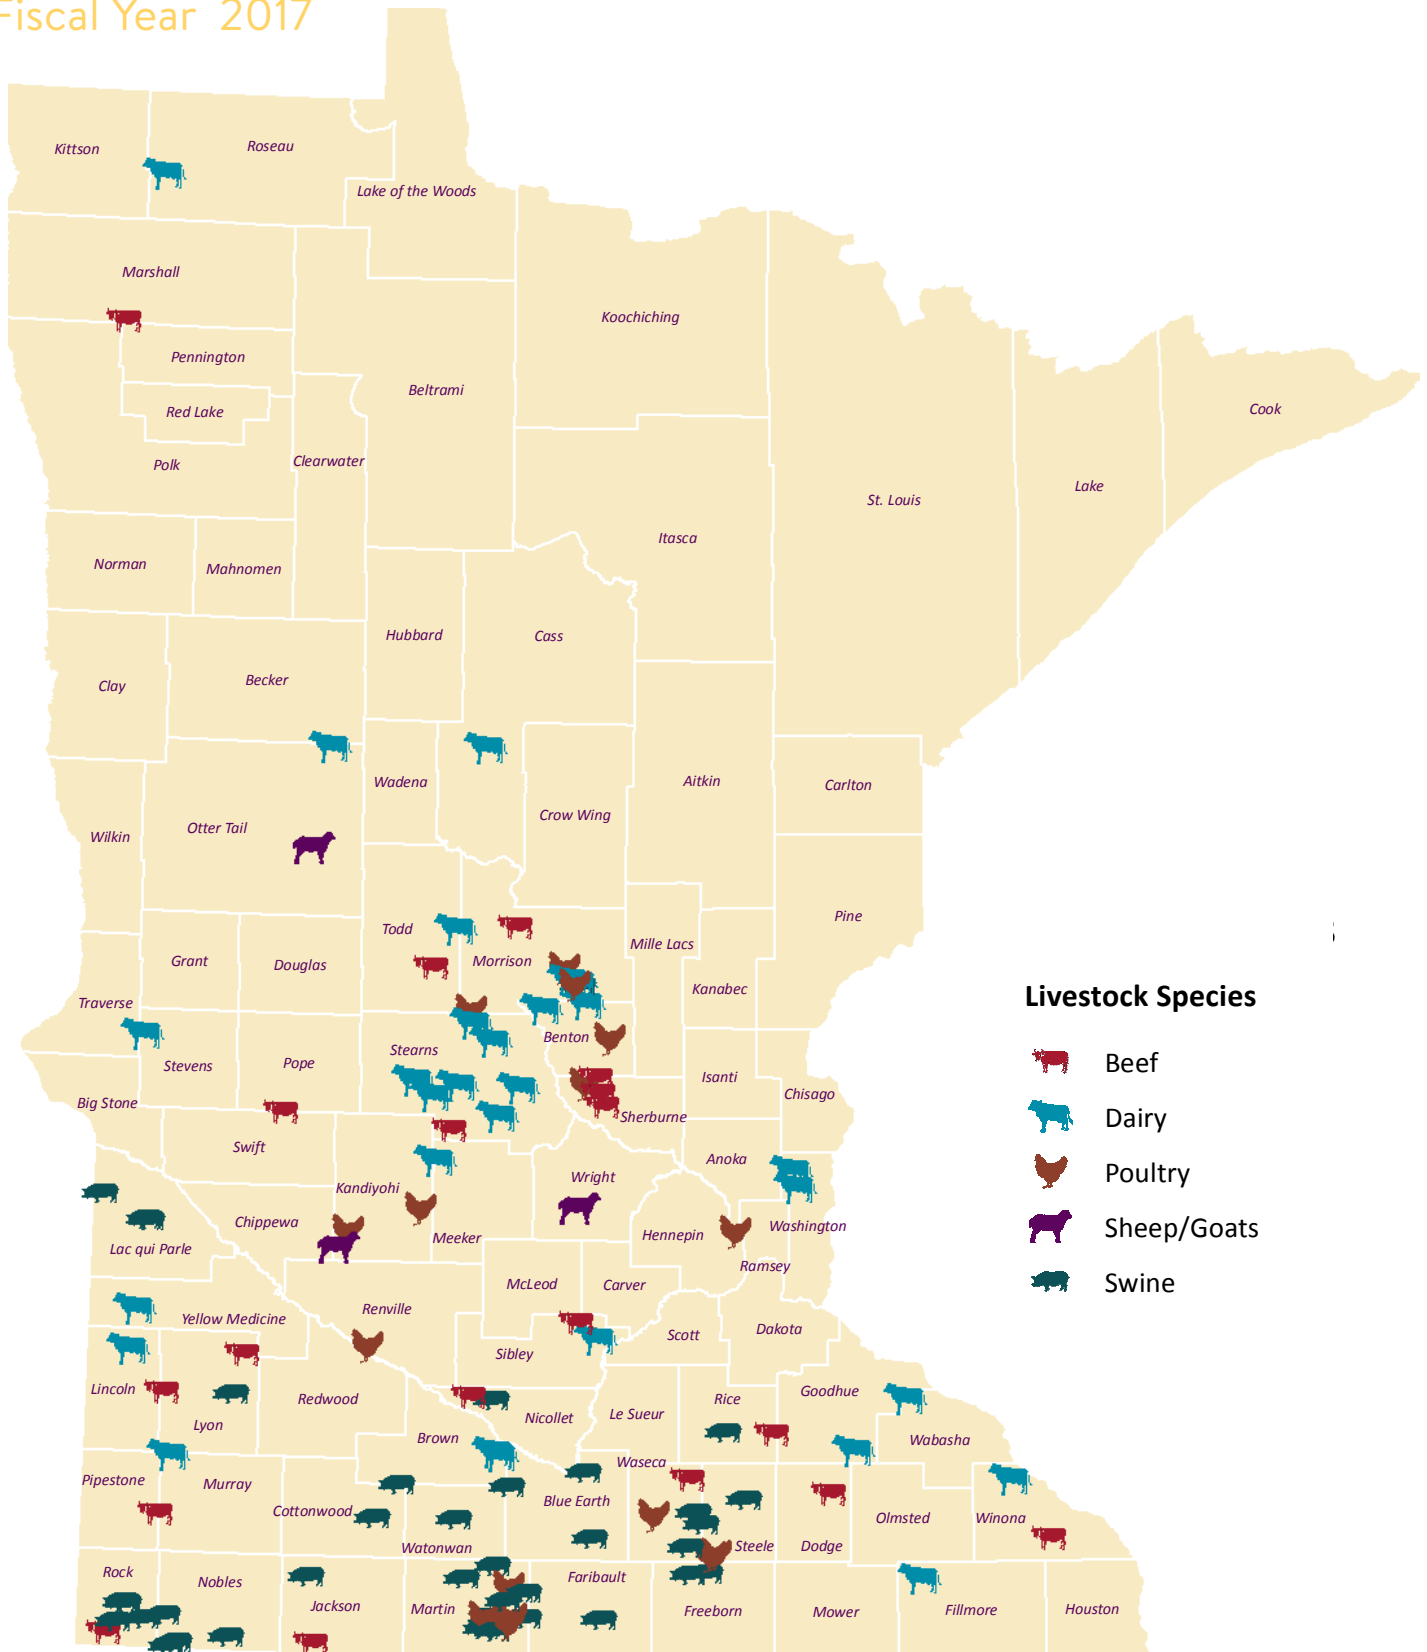 Fiscal Year 2017
Kittson
Roseau
Lake of the Woods
Marshall
Koochiching
Pennington
Beltrami
Red Lake
Cook
Polk
Clearwater
Lake
St. Louis
Itasca
Norman
Mahnomen
Hubbard
Cass
Becker
Clay
Wadena
Aitkin
Carlton
Crow Wing
Otter Tail
Wilkin
Pine
Todd
Mille Lacs
Morrison
Grant
Douglas
Kanabec
Traverse
Benton
Stearns
Pope
Stevens
Isanti
Chisago
Big Stone
Sherburne
Swift
Anoka
Wright
Kandiyohi
Chippewa
Washington
Hennepin
Meeker
Lac qui Parle
Ramsey
McLeod
Carver
Renville
Yellow Medicine
Dakota
Scott
Sibley
Lincoln
Goodhue
Redwood
Rice
Le Sueur
Nicollet
Lyon
Brown
Wabasha
Waseca
Pipestone
Murray
Blue Earth
Cottonwood
Olmsted
Winona
Watonwan
Steele
Dodge
Rock
Nobles
Faribault
Jackson
Martin
Freeborn
Mower
Fillmore
Houston
Livestock Species
Beef
Dairy
Poultry
Sheep/Goats
Swine